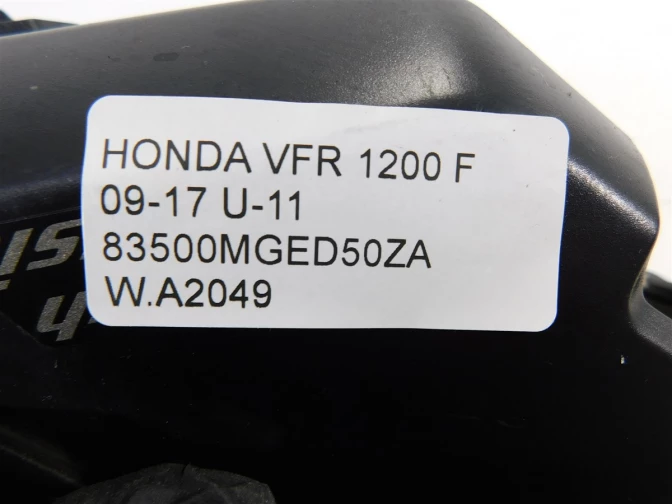 HONDA VFR 1200 F
09-17 U-11
83500MGED50ZA
W.A2049